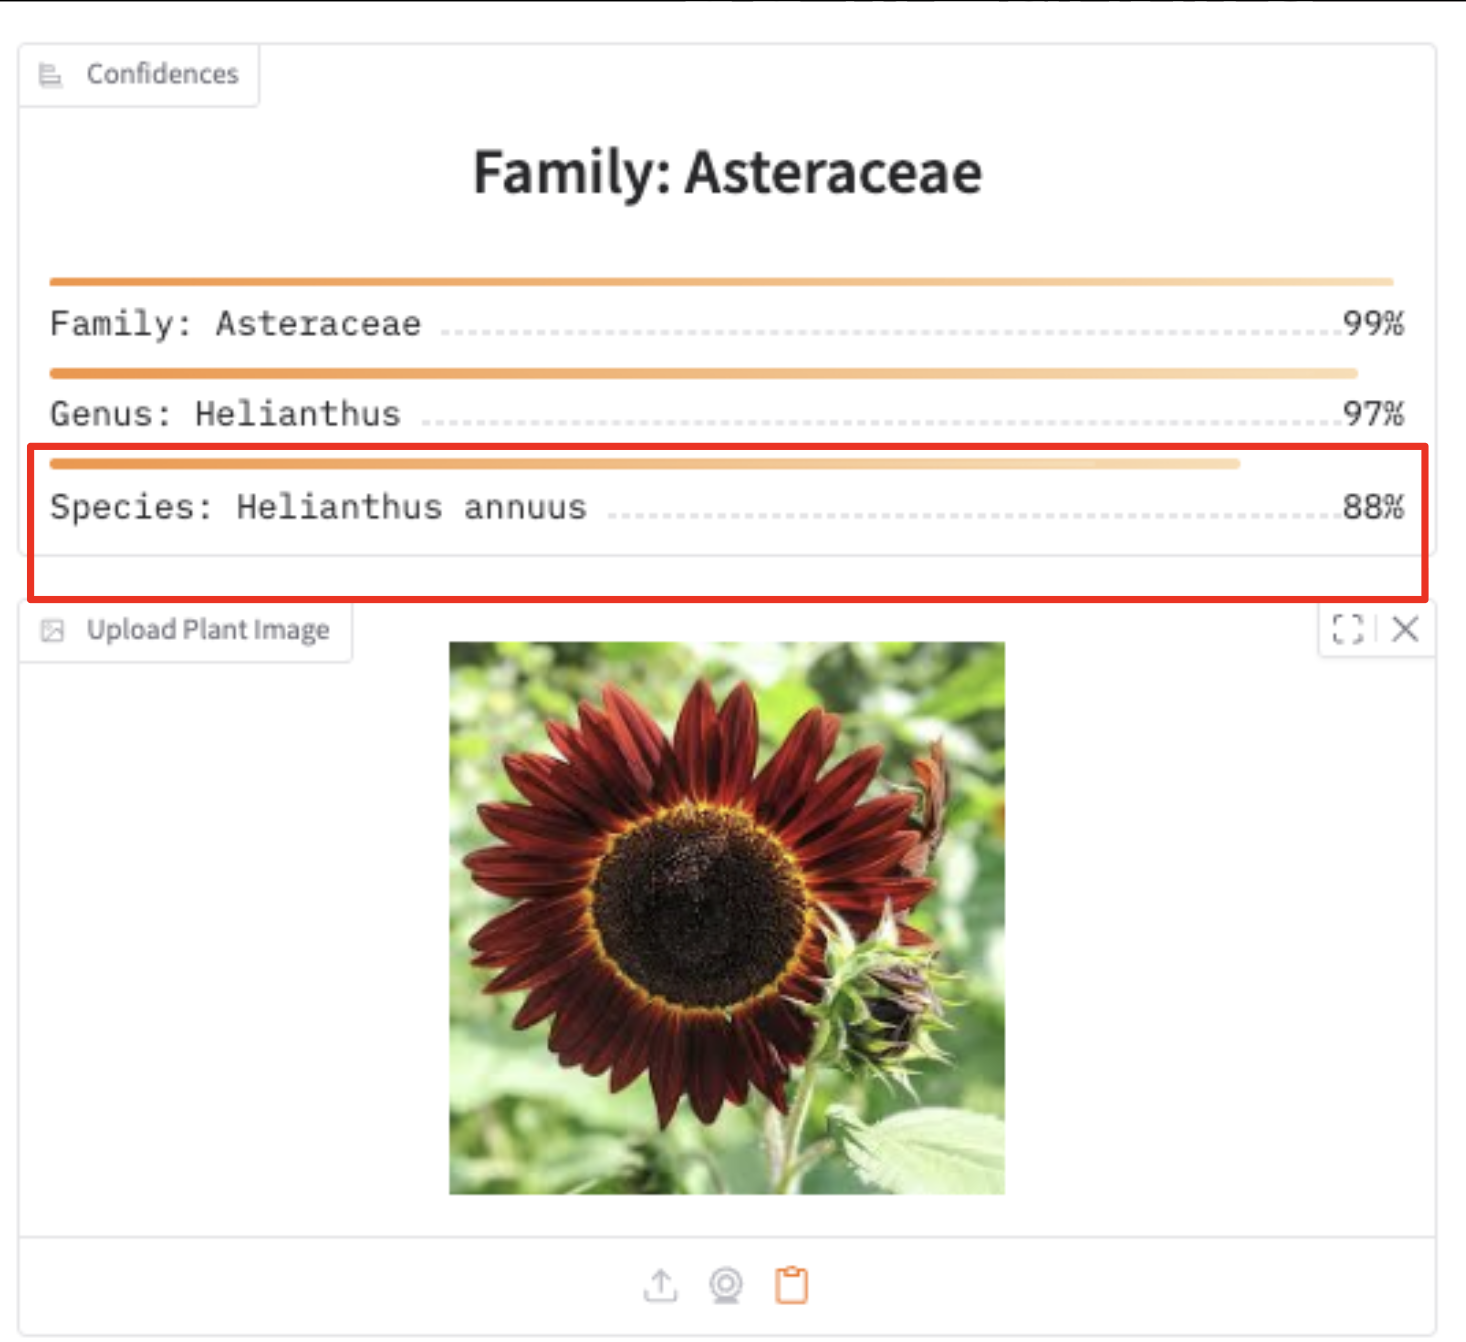 Confidences
Family: Asteraceae
Family: Asteraceae 99%
Genus: Helianthus 97%
Species: Helianthus annuus 88%
Upload Plant Image